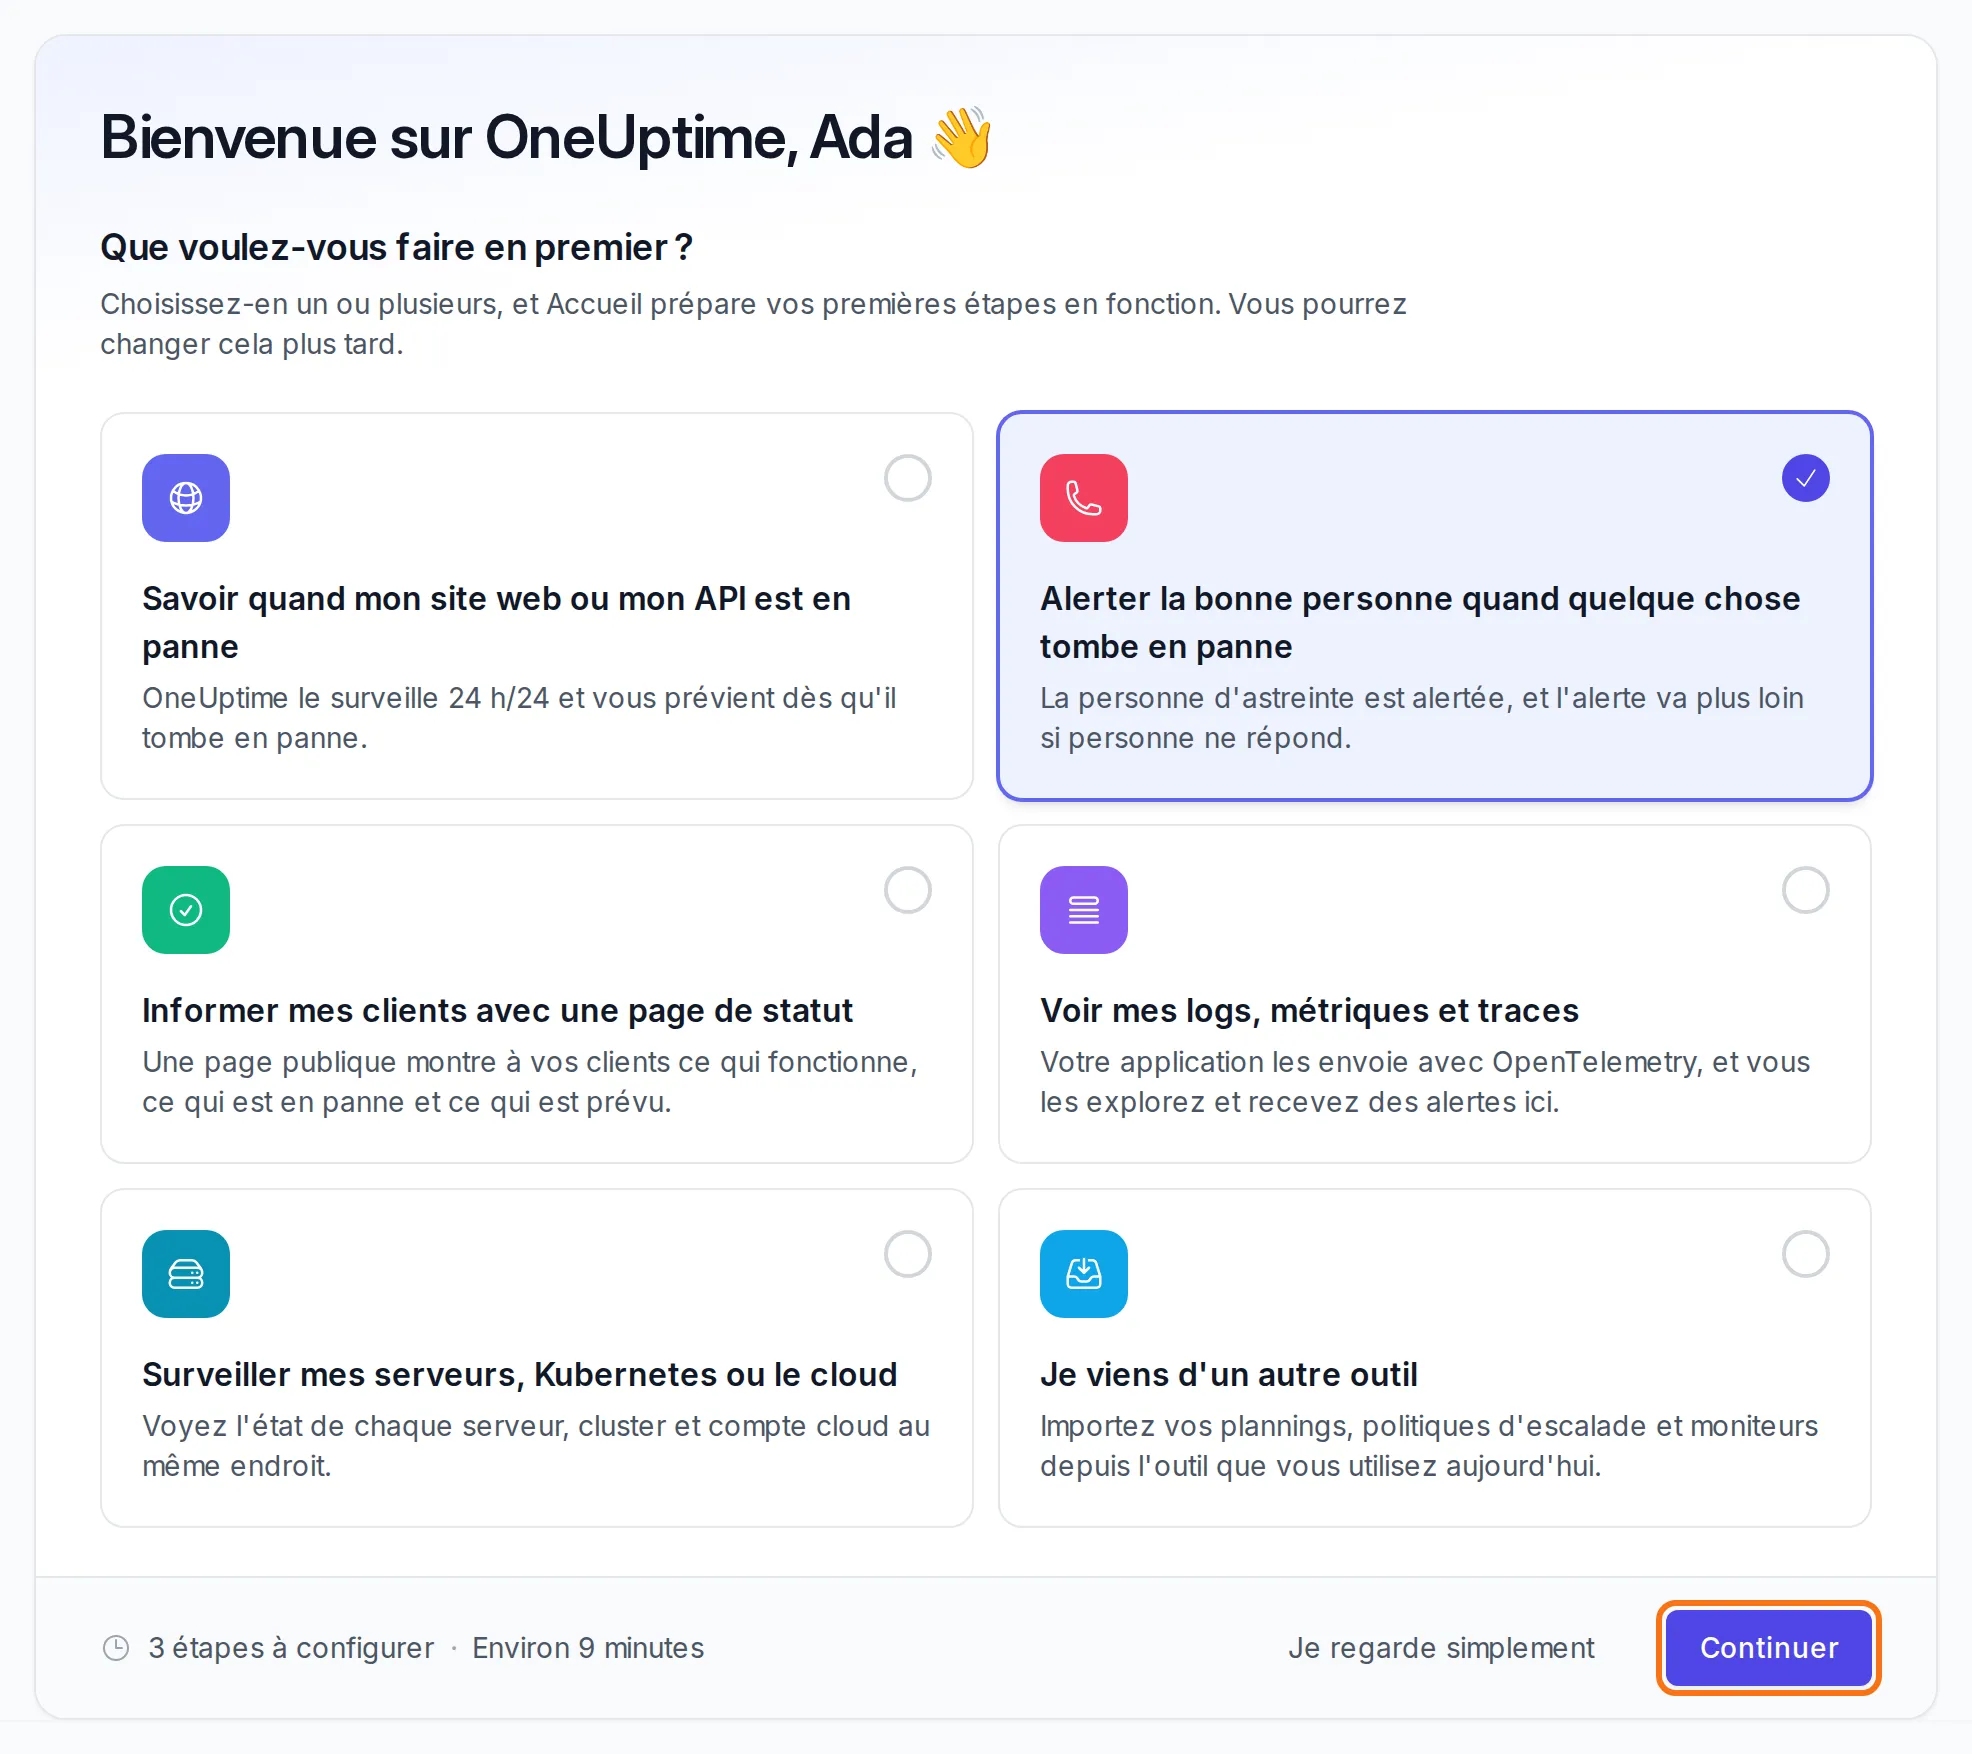 Bienvenue sur OneUptime, Ada 👋
Que voulez-vous faire en premier ?
Choisissez-en un ou plusieurs, et Accueil prépare vos premières étapes en fonction. Vous pourrez
changer cela plus tard.
Savoir quand mon site web ou mon API est en
panne
OneUptime le surveille 24 h/24 et vous prévient dès qu'il
tombe en panne.
Alerter la bonne personne quand quelque chose
tombe en panne
La personne d'astreinte est alertée, et l'alerte va plus loin
si personne ne répond.
Informer mes clients avec une page de statut
Une page publique montre à vos clients ce qui fonctionne,
ce qui est en panne et ce qui est prévu.
Voir mes logs, métriques et traces
Votre application les envoie avec OpenTelemetry, et vous
les explorez et recevez des alertes ici.
Surveiller mes serveurs, Kubernetes ou le cloud
Voyez l'état de chaque serveur, cluster et compte cloud au
même endroit.
Je viens d'un autre outil
Importez vos plannings, politiques d'escalade et moniteurs
depuis l'outil que vous utilisez aujourd'hui.
3 étapes à configurer · Environ 9 minutes
Je regarde simplement
Continuer